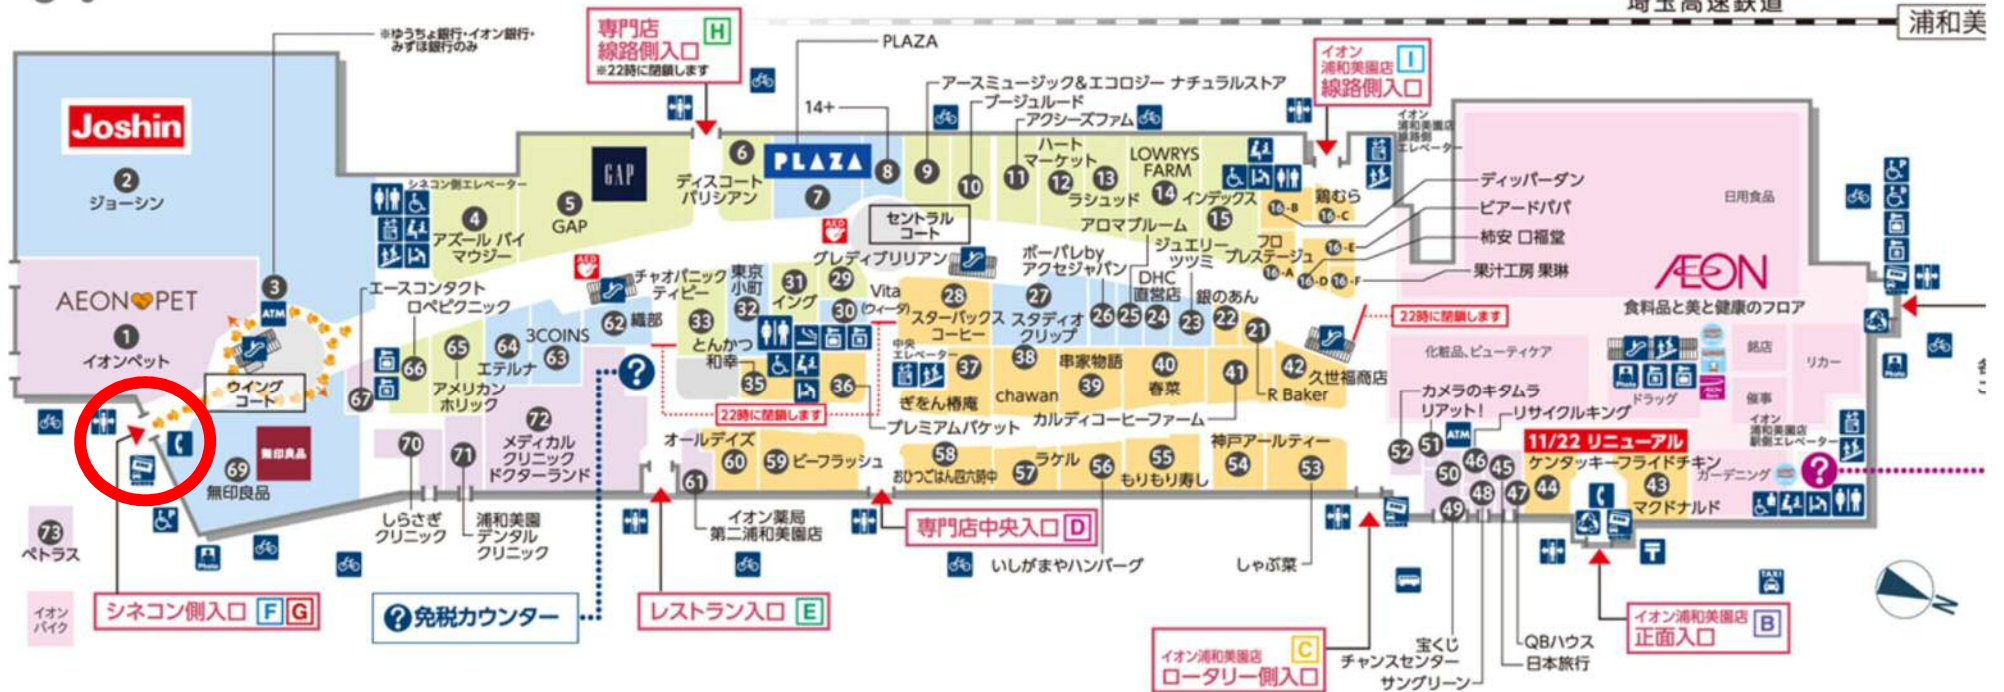 ※ゆうちょ銀行・イオン銀行・
みずほ銀行のみ
専門店
線路側入口
※22時に閉鎖します
H
PLAZA
14+
アースミュージック&エコロジー ナチュラルストア
ブージュルード
アクシーズファム
イオン
浦和美園店
線路側入口
I
埼玉高速鉄道
浦和美
イオン
浦和美園店
線路側
エレベーター
Joshin
2
ジョーシン
シネコン側エレベーター
4
アズール バイ
マウジー
5
GAP
GAP
6
ディスコート
パリシアン
PLAZA
7
8
9
10
11
ハート
マーケット
12
13
ラシュッド
LOWRYS
FARM
14
インデックス
15
16-B
鶏むら
16-C
フロ
プレステージュ
16-A
16-D
16-E
16-F
ディッパーダン
ビアードパパ
柿安 口福堂
果汁工房 果琳
日用食品
AEON
食料品と美と健康のフロア
AED
セントラル
コート
AED
AEON PET
1
イオンペット
3
ATM
ウイング
コート
エースコンタクト
ロペピクニック
67
66
65
アメリカン
ホリック
64
エテルナ
3COINS
63
62
織部
チャオパニック
ティピー
33
東京
小町
32
31
イング
グレディブリリアン
29
30
Vita
(ウィーダ)
28
スターバックス
コーヒー
27
スタディオ
クリップ
ボーパレby
アクセジャパン
26
アロマブルーム
25
DHC
直営店
24
ジュエリー
ツツミ
23
銀のあん
22
21
R Baker
42
久世福商店
22時に閉鎖します
とんかつ
和幸
35
36
プレミアムバケット
22時に閉鎖します
中央
エレベーター
37
ぎをん椿庵
38
chawan
串家物語
39
40
春菜
41
カルディコーヒーファーム
化粧品、ビューティケア
Photo
ドラッグ
銘店
催事
リカー
イオン
浦和美園店
駅側エレベーター
ガーデニング
カメラのキタムラ
リアット!
52
51
ATM
リサイクルキング
50
49
46
48
45
47
11/22 リニューアル
ケンタッキーフライドチキン
44
43
マクドナルド
69
無印良品
無印良品
70
しらさぎ
クリニック
71
浦和美園
デンタル
クリニック
72
メディカル
クリニック
ドクターランド
61
イオン薬局
第二浦和美園店
オールデイズ
60
59
ビーフラッシュ
58
おひつごはん四六時中
57
ラケル
56
いしがまやハンバーグ
55
もりもり寿し
神戸アールティー
54
53
しゃぶ菜
73
ペトラス
イオン
バイク
Photo
Photo
シネコン側入口 F G
?免税カウンター
レストラン入口 E
専門店中央入口 D
イオン浦和美園店
ロータリー側入口
C
宝くじ
チャンスセンター
サングリーン
QBハウス
日本旅行
イオン浦和美園店
正面入口
B
TAXI
N